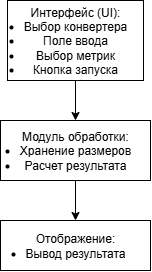 Интерфейс (UI):
• Выбор конвертера
• Поле ввода
• Выбор метрик
• Кнопка запуска
Модуль обработки:
• Хранение размеров
• Расчет результата
Отображение:
• Вывод результата